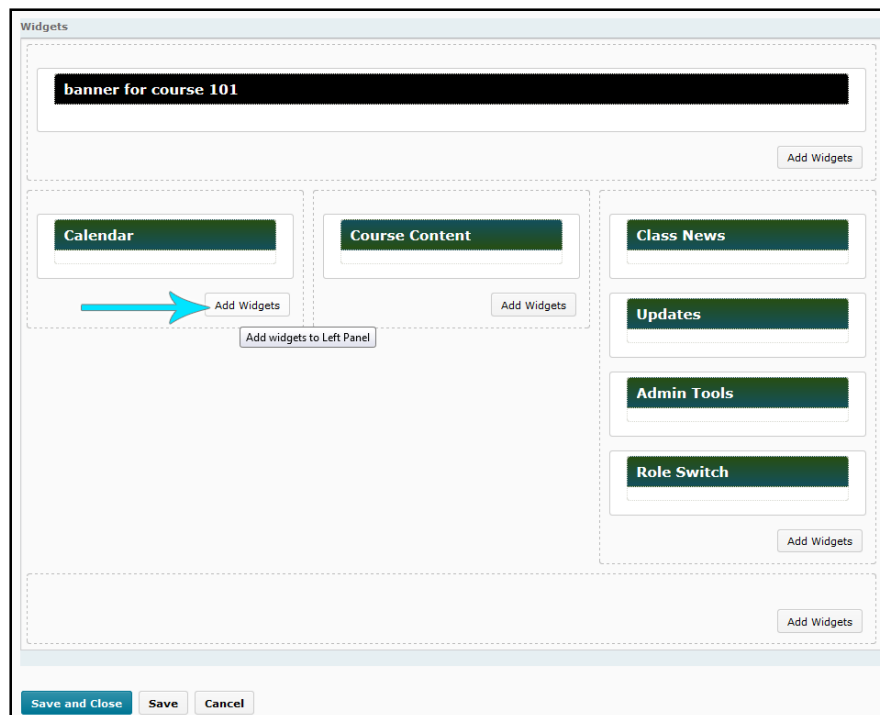 Widgets
banner for course 101
Add Widgets
Calendar
Add Widgets
Add widgets to Left Panel
Course Content
Add Widgets
Class News
Updates
Admin Tools
Role Switch
Add Widgets
Add Widgets
Save and Close Save Cancel